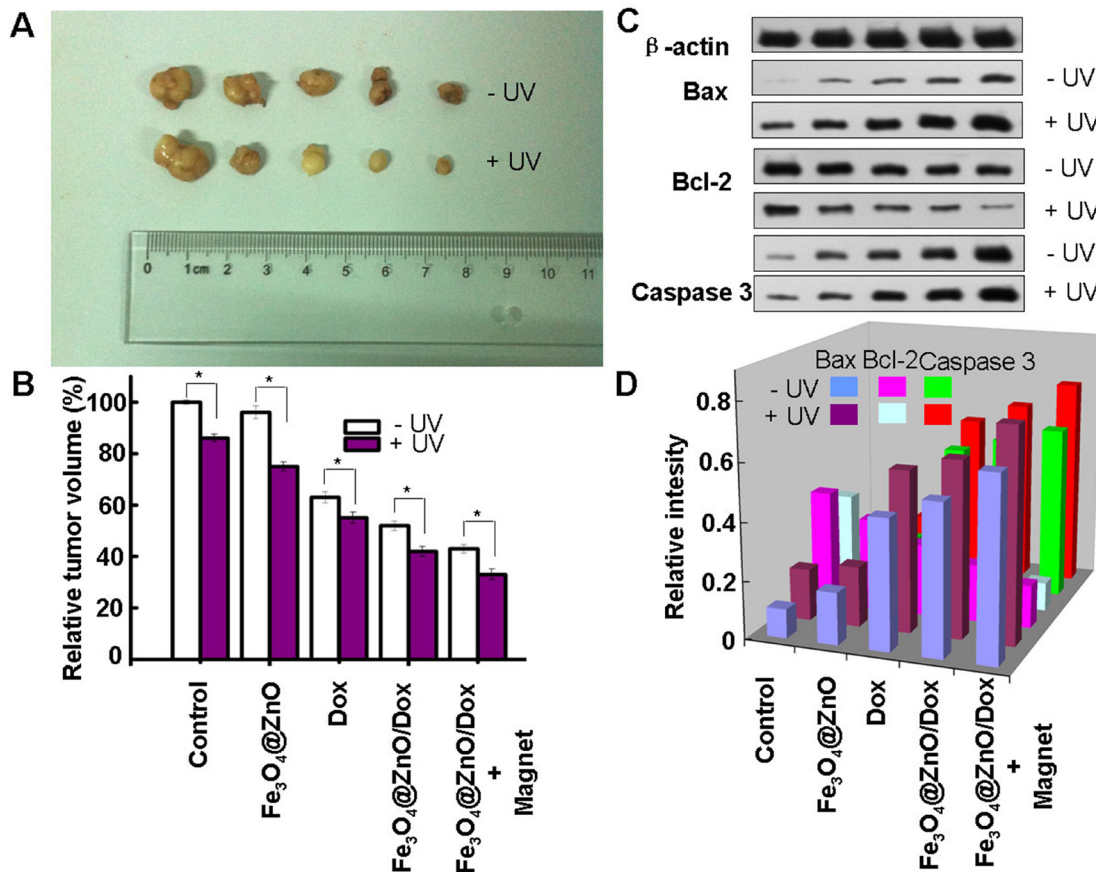 A
- UV
+ UV
0 1cm 2 3 4 5 6 7 8 9 10 11
B
Relative tumor volume (%)
100
80
60
40
20
0
- UV
+ UV
*
*
*
*
*
Control
Fe₃O₄@ZnO
Dox
Fe₃O₄@ZnO/Dox
Fe₃O₄@ZnO/Dox
+
Magnet
C
β-actin
Bax
- UV
+ UV
Bcl-2
- UV
+ UV
Caspase 3
- UV
+ UV
D
Bax Bcl-2 Caspase 3
- UV
+ UV
Relative intesity
0.8
0.6
0.4
0.2
0
Control
Fe₃O₄@ZnO
Dox
Fe₃O₄@ZnO/Dox
Fe₃O₄@ZnO/Dox
+
Magnet